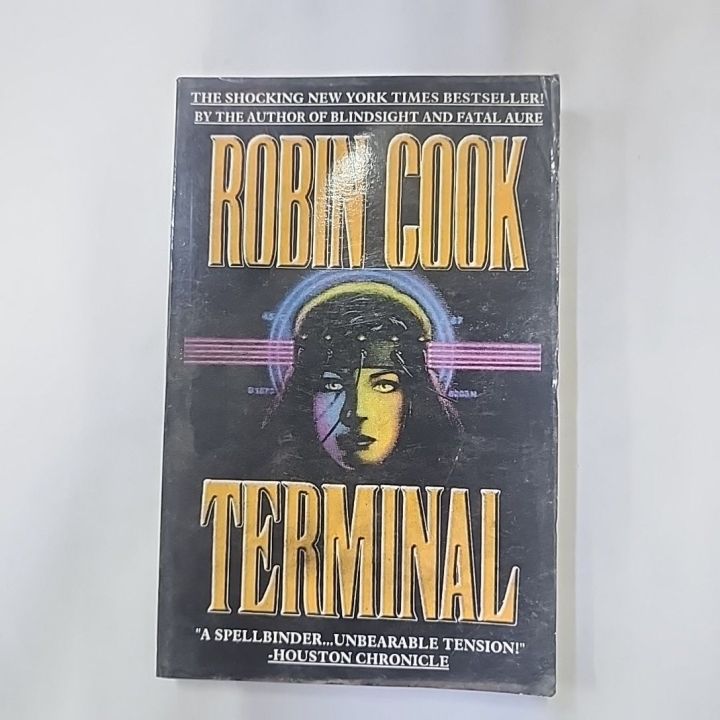 THE SHOCKING NEW YORK TIMES BESTSELLER!
BY THE AUTHOR OF BLINDSIGHT AND FATAL AURE
ROBIN COOK
TERMINAL
"A SPELLBINDER...UNBEARABLE TENSION!"
-HOUSTON CHRONICLE